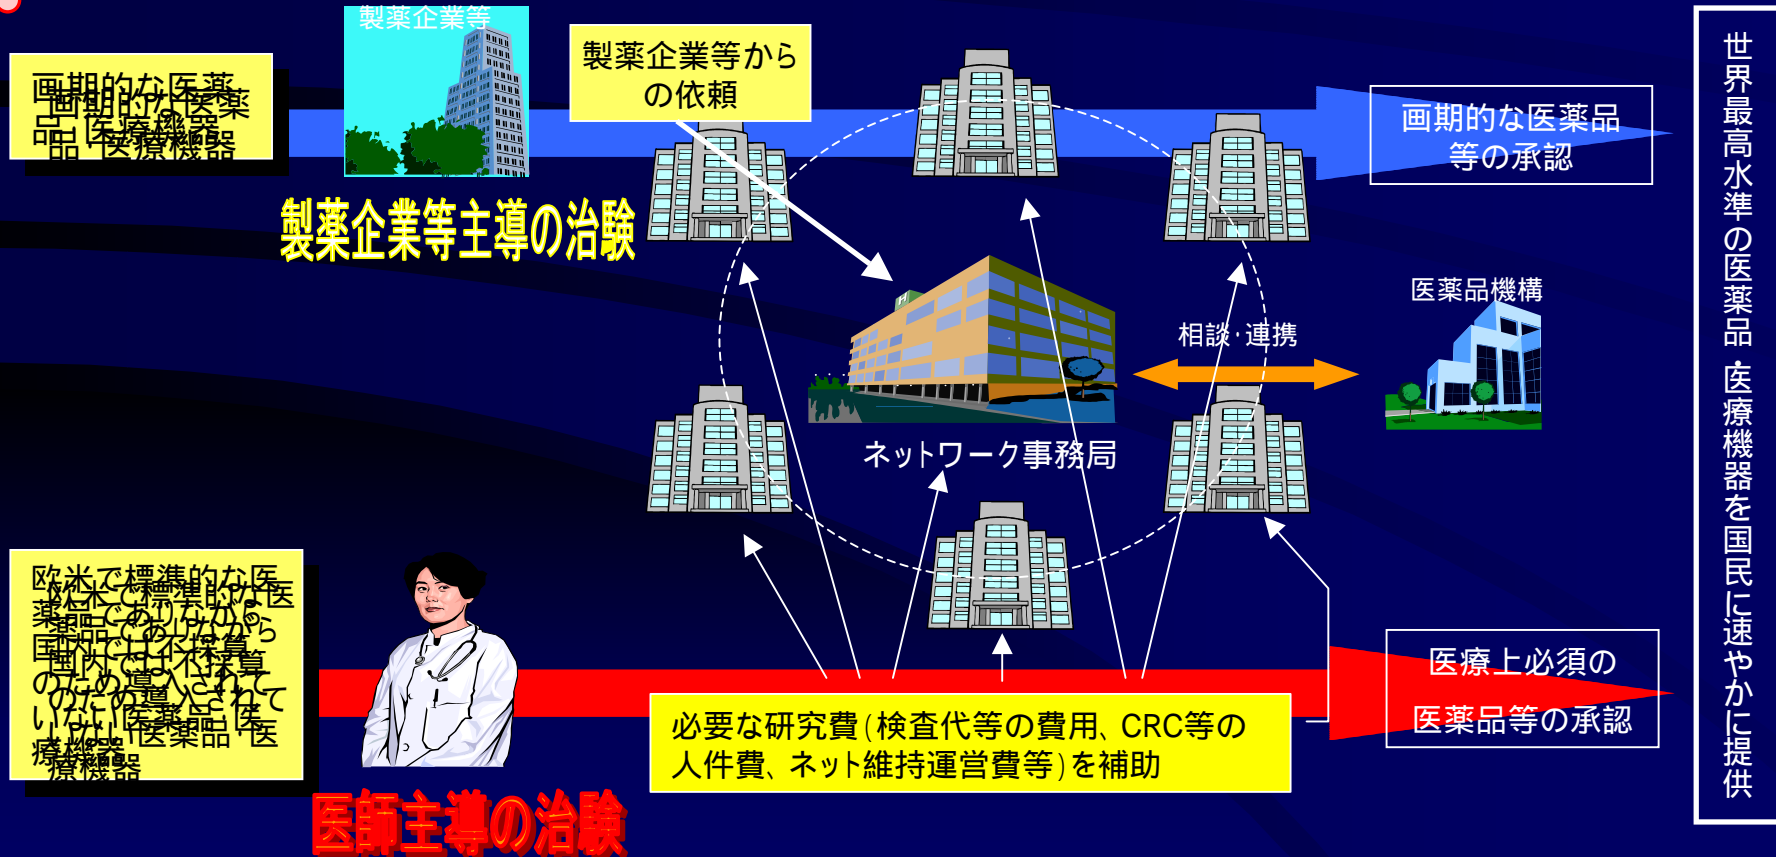 製薬企業等
画期的な医薬
品・医療機器
製薬企業等から
の依頼
画期的な医薬品
等の承認
製薬企業等主導の治験
医薬品機構
相談・連携
ネットワーク事務局
欧米で標準的な医
薬品でありながら
国内では不採算
のため導入されて
いない医薬品・医
療機器
医療上必須の
医薬品等の承認
必要な研究費(検査代等の費用、CRC等の
人件費、ネット維持運営費等)を補助
医師主導の治験
世界最高水準の医薬品・医療機器を国民に速やかに提供